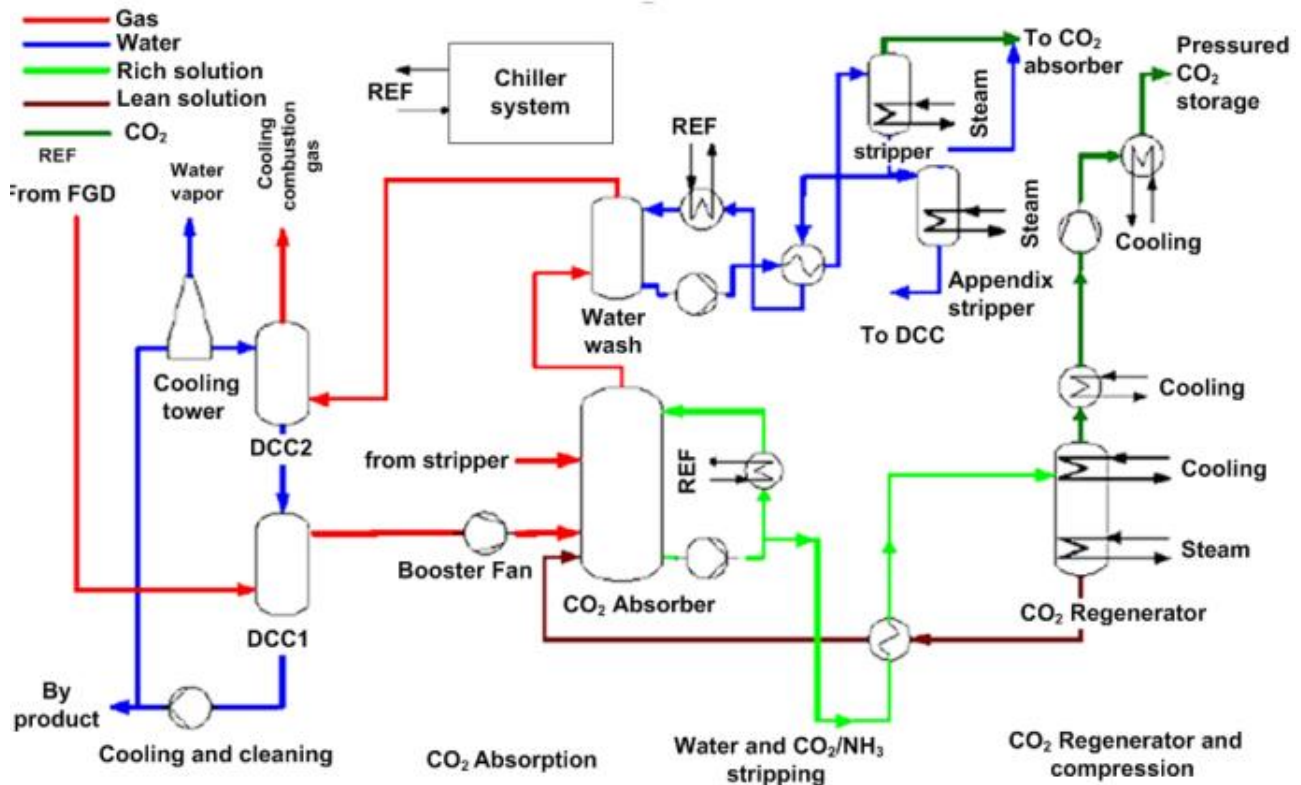 Gas
Water
Rich solution
Lean solution
CO₂
REF
From FGD
Water
vapor
Cooling
combustion
gas
REF
Chiller
system
REF
stripper
Steam
To CO₂
absorber
Pressured
CO₂
storage
Cooling
Steam
Appendix
stripper
To DCC
Water
wash
Cooling
tower
DCC2
from stripper
REF
Cooling
Cooling
Steam
Booster Fan
CO₂ Absorber
CO₂ Regenerator
DCC1
By
product
Cooling and cleaning
CO₂ Absorption
Water and CO₂/NH₃
stripping
CO₂ Regenerator and
compression